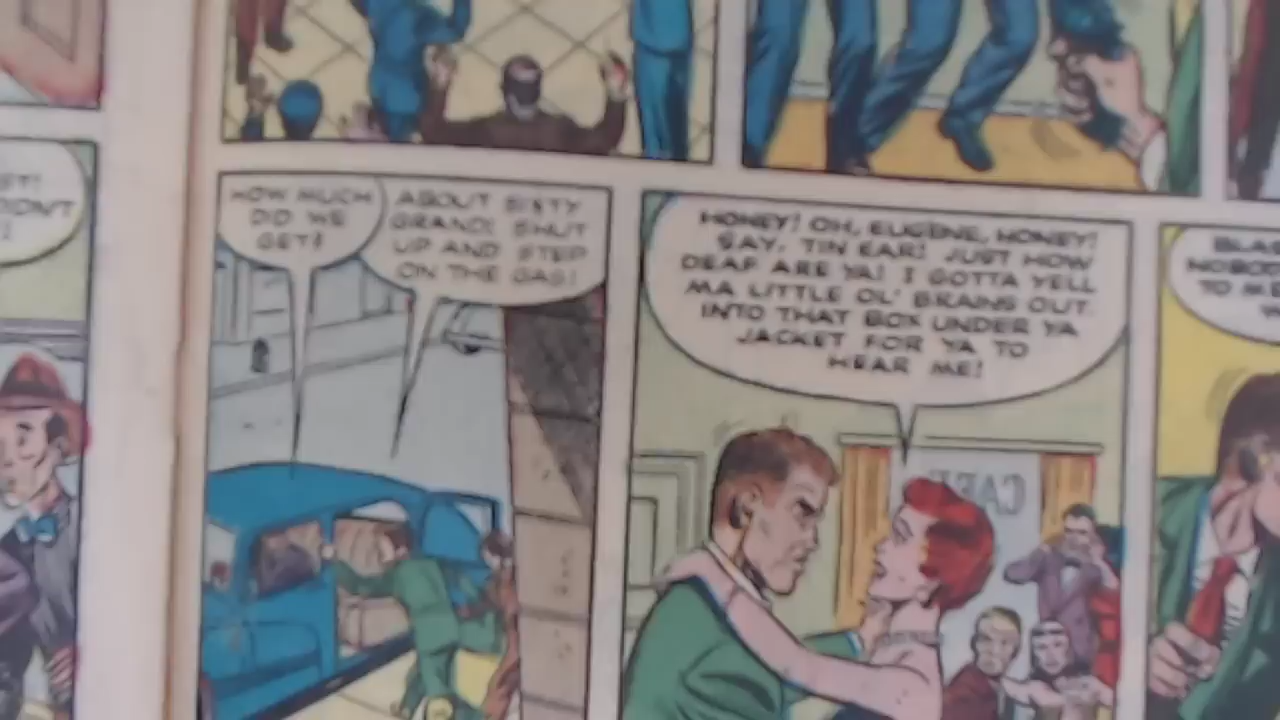 HOW MUCH
DID WE
GET?
ABOUT SIXTY
GRAND! SHUT
UP AND STEP
ON THE GAS!
HONEY! OH, EUGENE, HONEY!
SAY, TIN EAR! JUST HOW
DEAF ARE YA! I GOTTA YELL
MA LITTLE OL' BRAINS OUT
INTO THAT BOX UNDER YA
JACKET FOR YA TO
HEAR ME!
TO ME